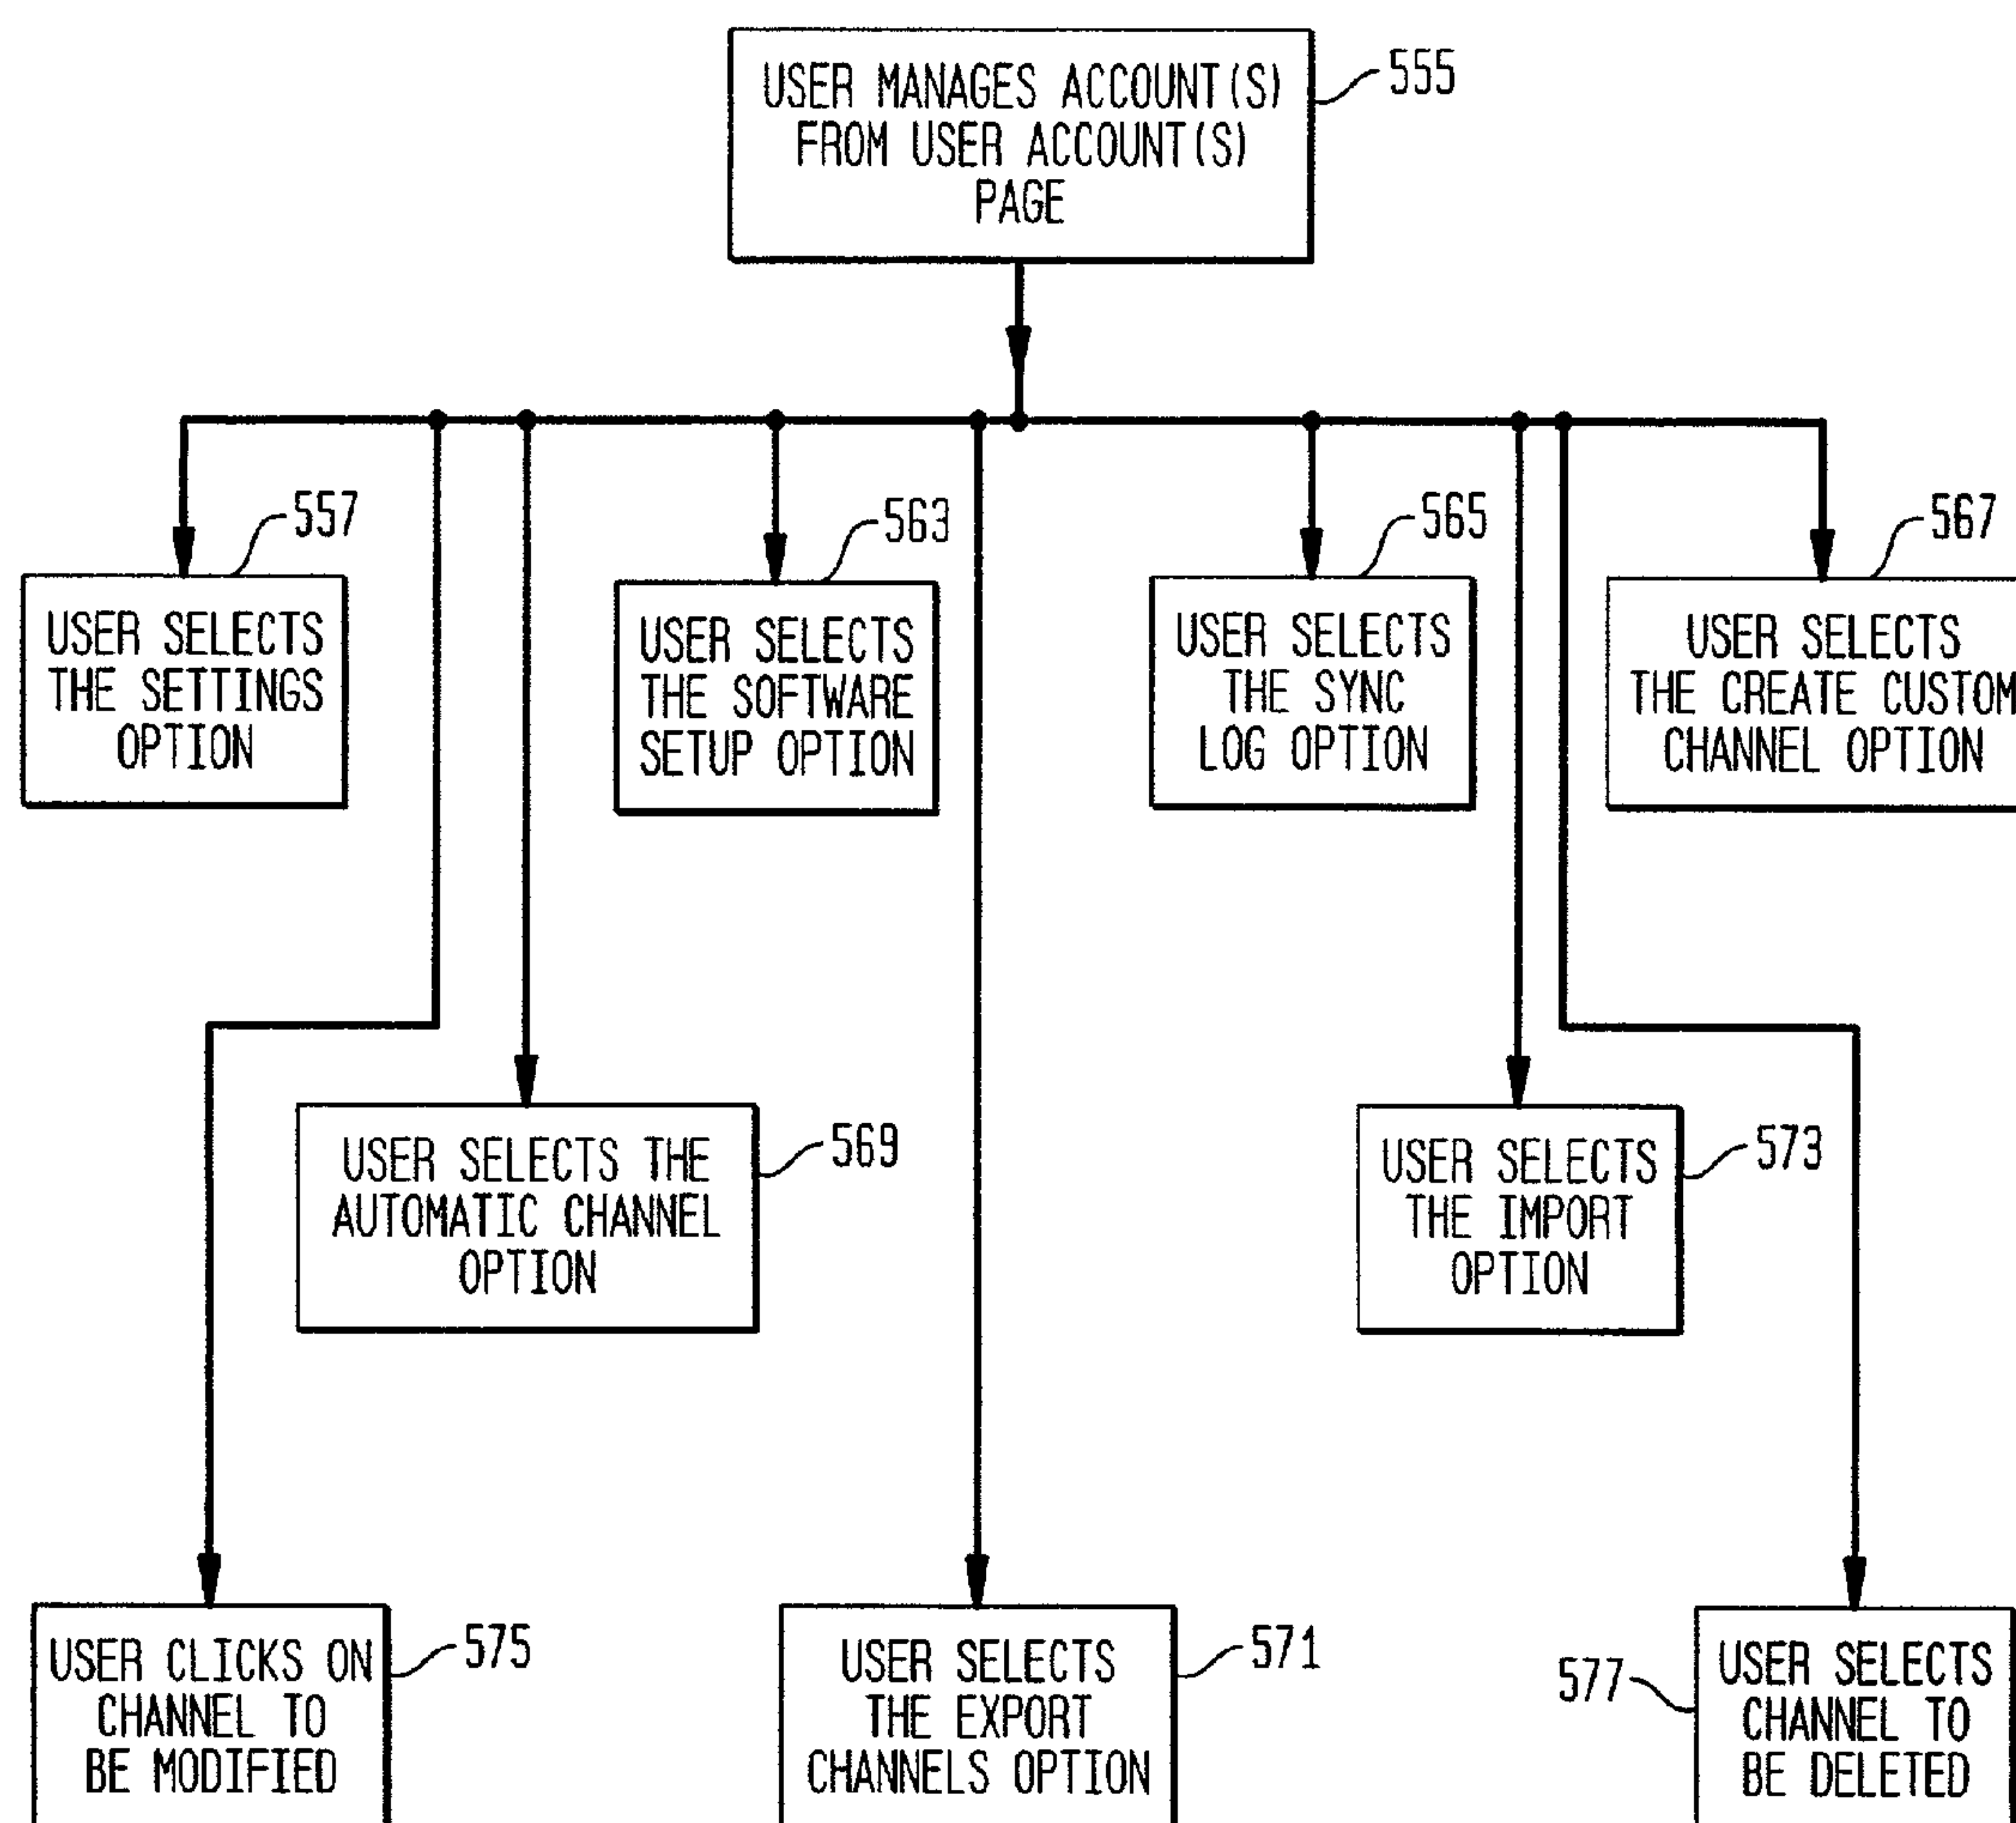 USER MANAGES ACCOUNT(S)
FROM USER ACCOUNT(S)
PAGE
555
557
USER SELECTS
THE SETTINGS
OPTION
563
USER SELECTS
THE SOFTWARE
SETUP OPTION
565
USER SELECTS
THE SYNC
LOG OPTION
567
USER SELECTS
THE CREATE CUSTOM
CHANNEL OPTION
USER SELECTS THE
AUTOMATIC CHANNEL
OPTION
569
USER SELECTS
THE IMPORT
OPTION
573
USER CLICKS ON
CHANNEL TO
BE MODIFIED
575
USER SELECTS
THE EXPORT
CHANNELS OPTION
571
577
USER SELECTS
CHANNEL TO
BE DELETED